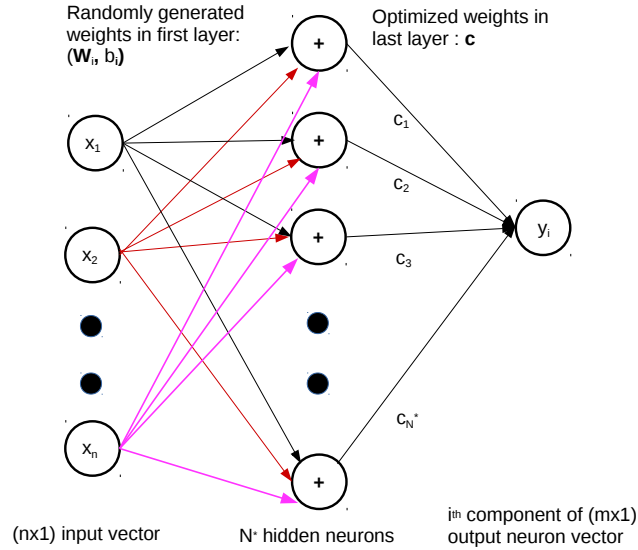 Randomly generated
weights in first layer:
(Wᵢ, bᵢ)
Optimized weights in
last layer : c
+
x₁
+
c₁
c₂
x₂
+
yᵢ
c₃
xₙ
c_N*
+
(nx1) input vector
N* hidden neurons
iᵗʰ component of (mx1)
output neuron vector